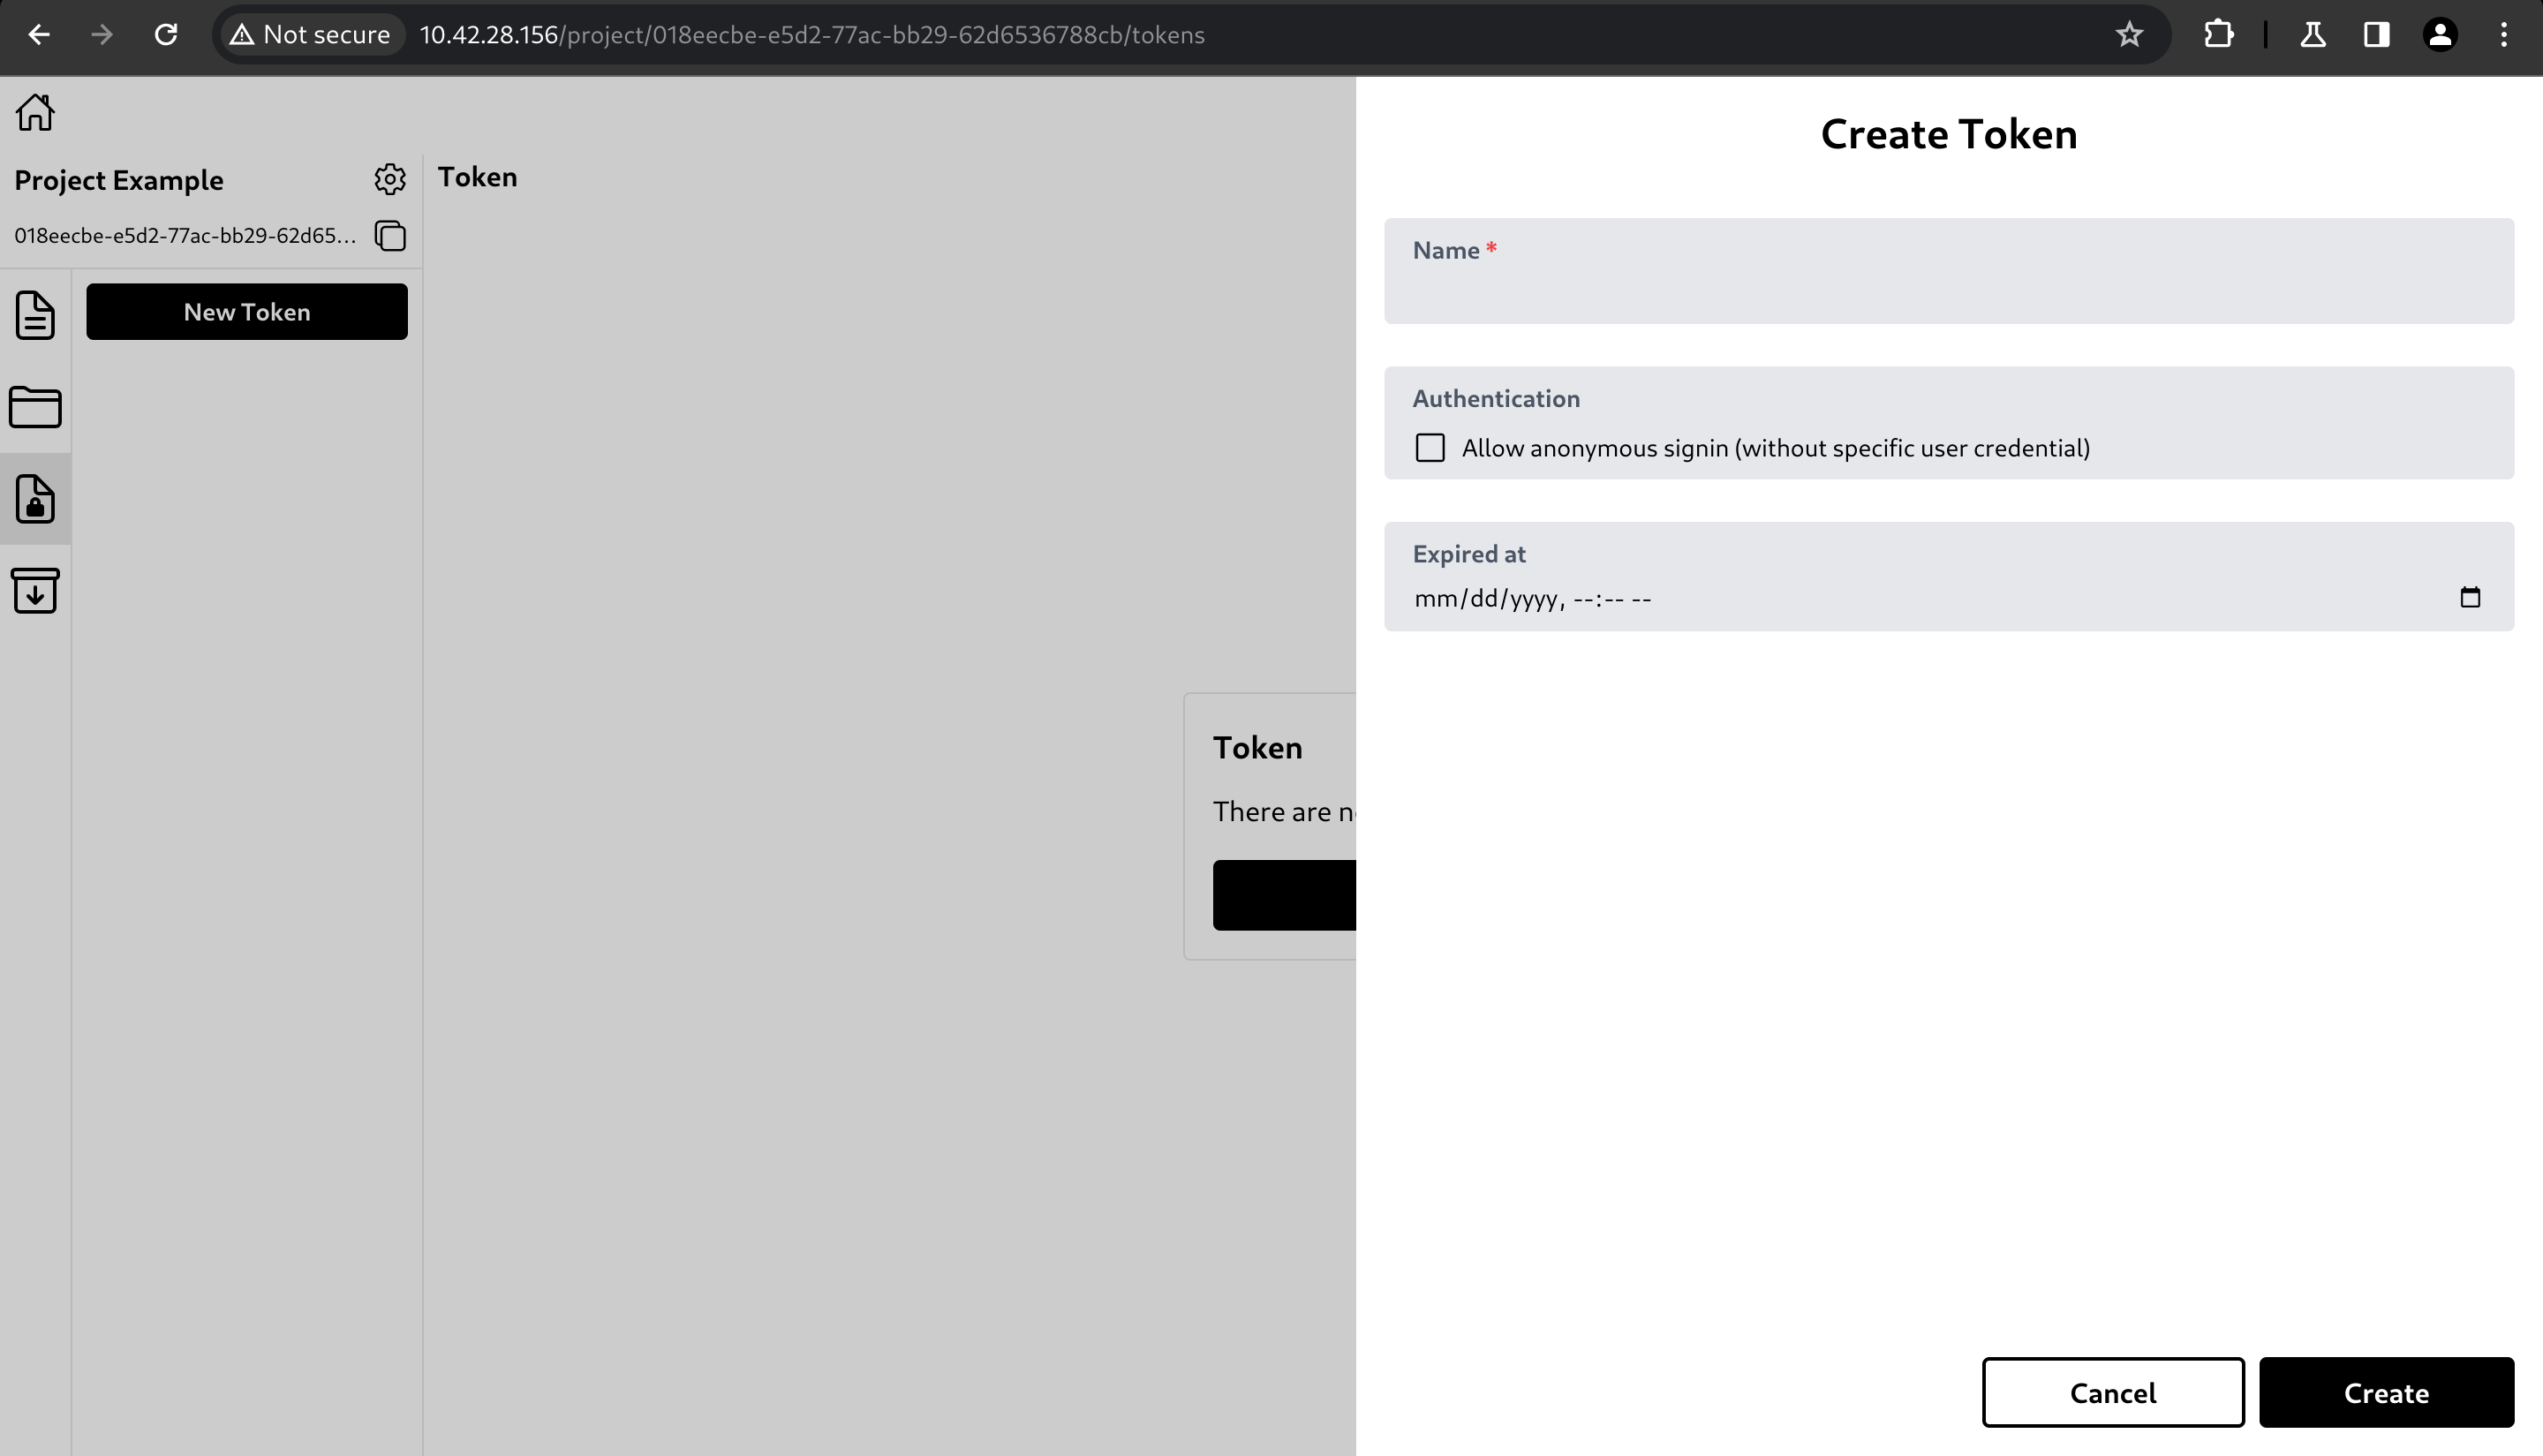 Not secure 10.42.28.156/project/018eecbe-e5d2-77ac-bb29-62d6536788cb/tokens
Project Example
018eecbe-e5d2-77ac-bb29-62d65...
New Token
Token
Token
There are n
Create Token
Name *
Authentication
Allow anonymous signin (without specific user credential)
Expired at
mm/dd/yyyy, --:-- --
Cancel
Create